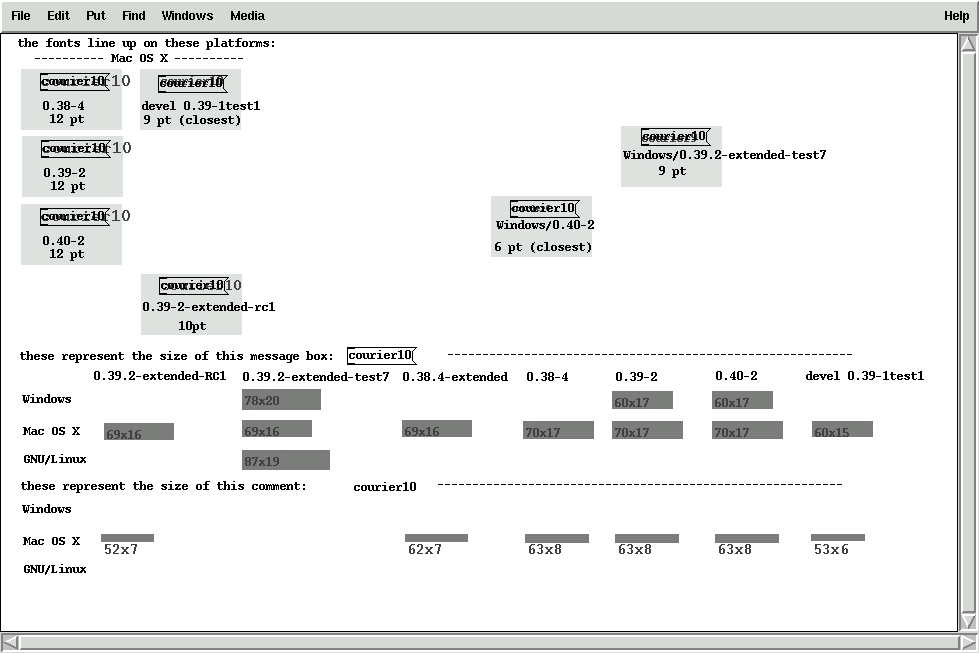 File Edit Put Find Windows Media Help
the fonts line up on these platforms:
---------- Mac OS X ----------
courier10 courier10
0.38-4 devel 0.39-1test1
12 pt 9 pt (closest)
courier10 courier10
0.39-2 Windows/0.39.2-extended-test7
12 pt 9 pt
courier10 courier10
0.40-2 Windows/0.40-2
12 pt 6 pt (closest)
courier10
0.39-2-extended-rc1
10pt
these represent the size of this message box: courier10 ----------------------------------------------------------
0.39.2-extended-RC1 0.39.2-extended-test7 0.38.4-extended 0.38-4 0.39-2 0.40-2 devel 0.39-1test1
Windows 78x20 60x17 60x17
Mac OS X 69x16 69x16 69x16 70x17 70x17 70x17 60x15
GNU/Linux 87x19
these represent the size of this comment: courier10 ----------------------------------------------------------
Windows
Mac OS X 52x7 62x7 63x8 63x8 63x8 53x6
GNU/Linux